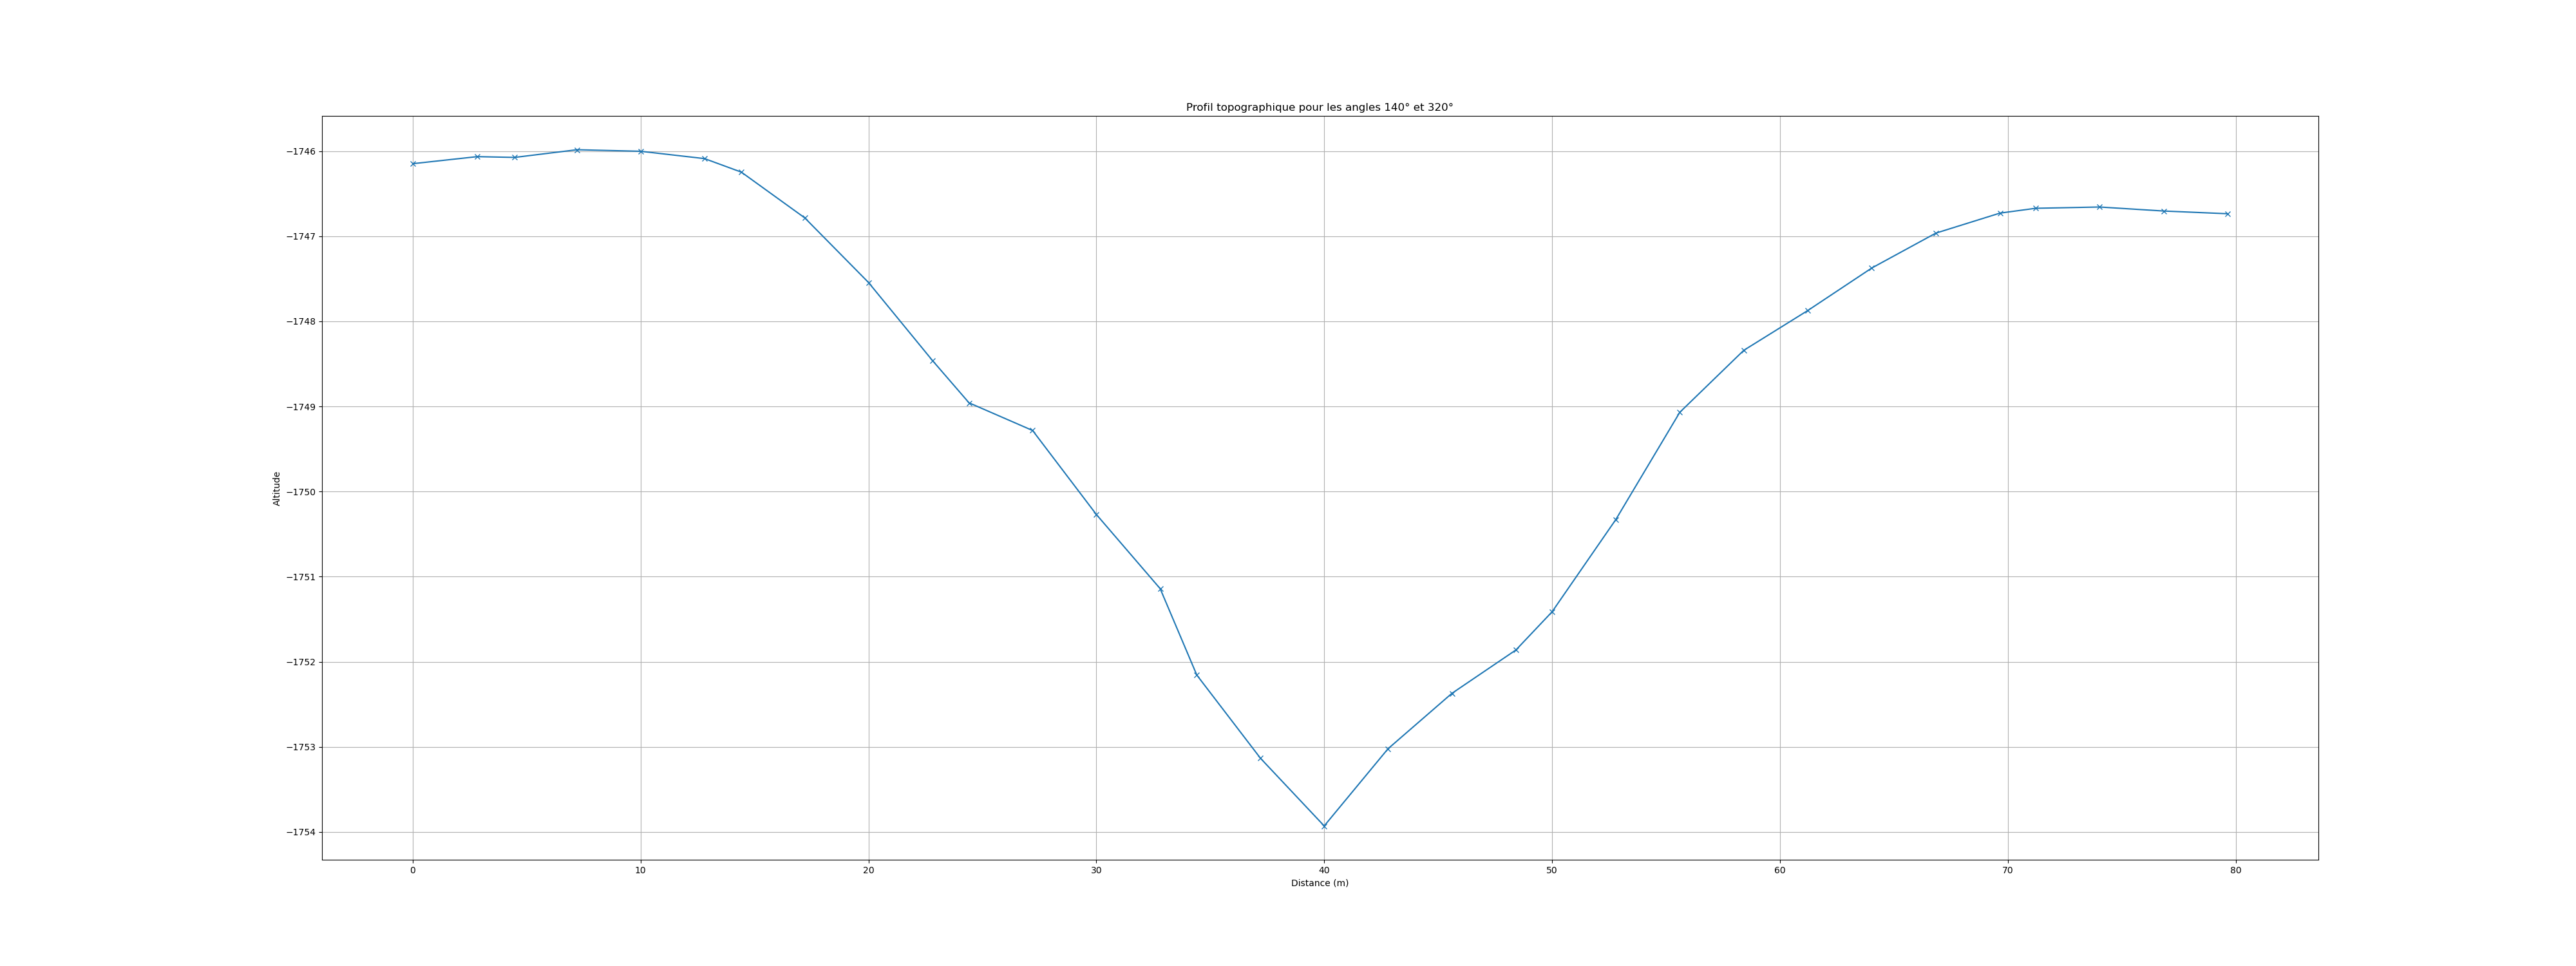 Profil topographique pour les angles 140° et 320°
Altitude
−1746
−1747
−1748
−1749
−1750
−1751
−1752
−1753
−1754
0 10 20 30 40 50 60 70 80
Distance (m)